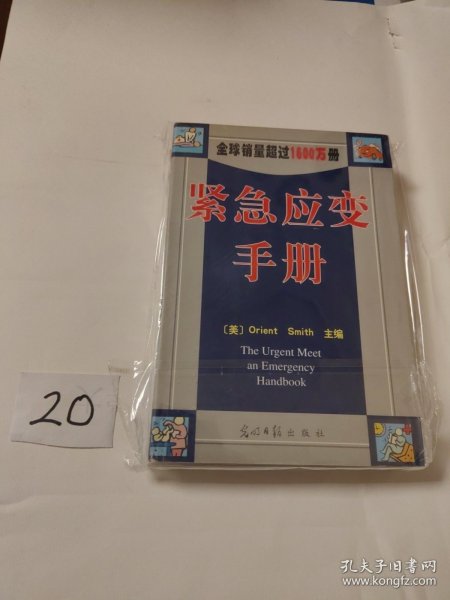 全球销量超过1600万册
紧急应变
手册
〔美〕Orient Smith 主编
The Urgent Meet
an Emergency
Handbook
光明日报出版社
20
孔夫子旧书网
www.kongfz.com